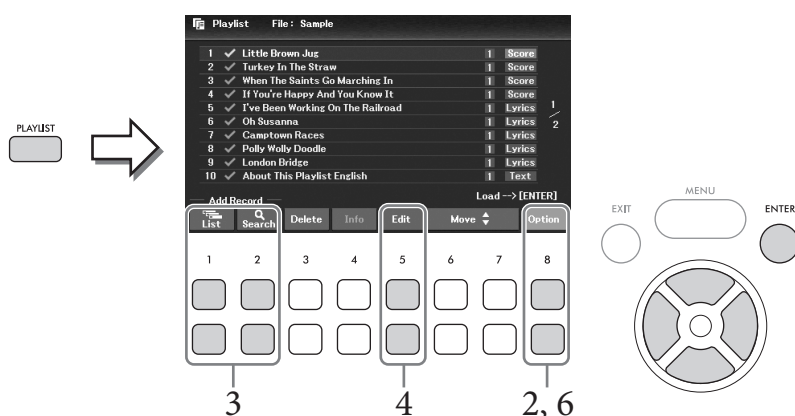 Playlist File: Sample
1 Little Brown Jug 1 Score
2 Turkey In The Straw 1 Score
3 When The Saints Go Marching In 1 Score
4 If You're Happy And You Know It 1 Score
5 I've Been Working On The Railroad 1 Lyrics
6 Oh Susanna 1 Lyrics
7 Camptown Races 1 Lyrics
8 Polly Wolly Doodle 1 Lyrics
9 London Bridge 1 Lyrics
10 About This Playlist English 1 Text
1/2
Add Record
Load-->[ENTER]
List Search Delete Info Edit Move Option
1 2 3 4 5 6 7 8
3 4 2, 6
PLAYLIST
EXIT
MENU
ENTER